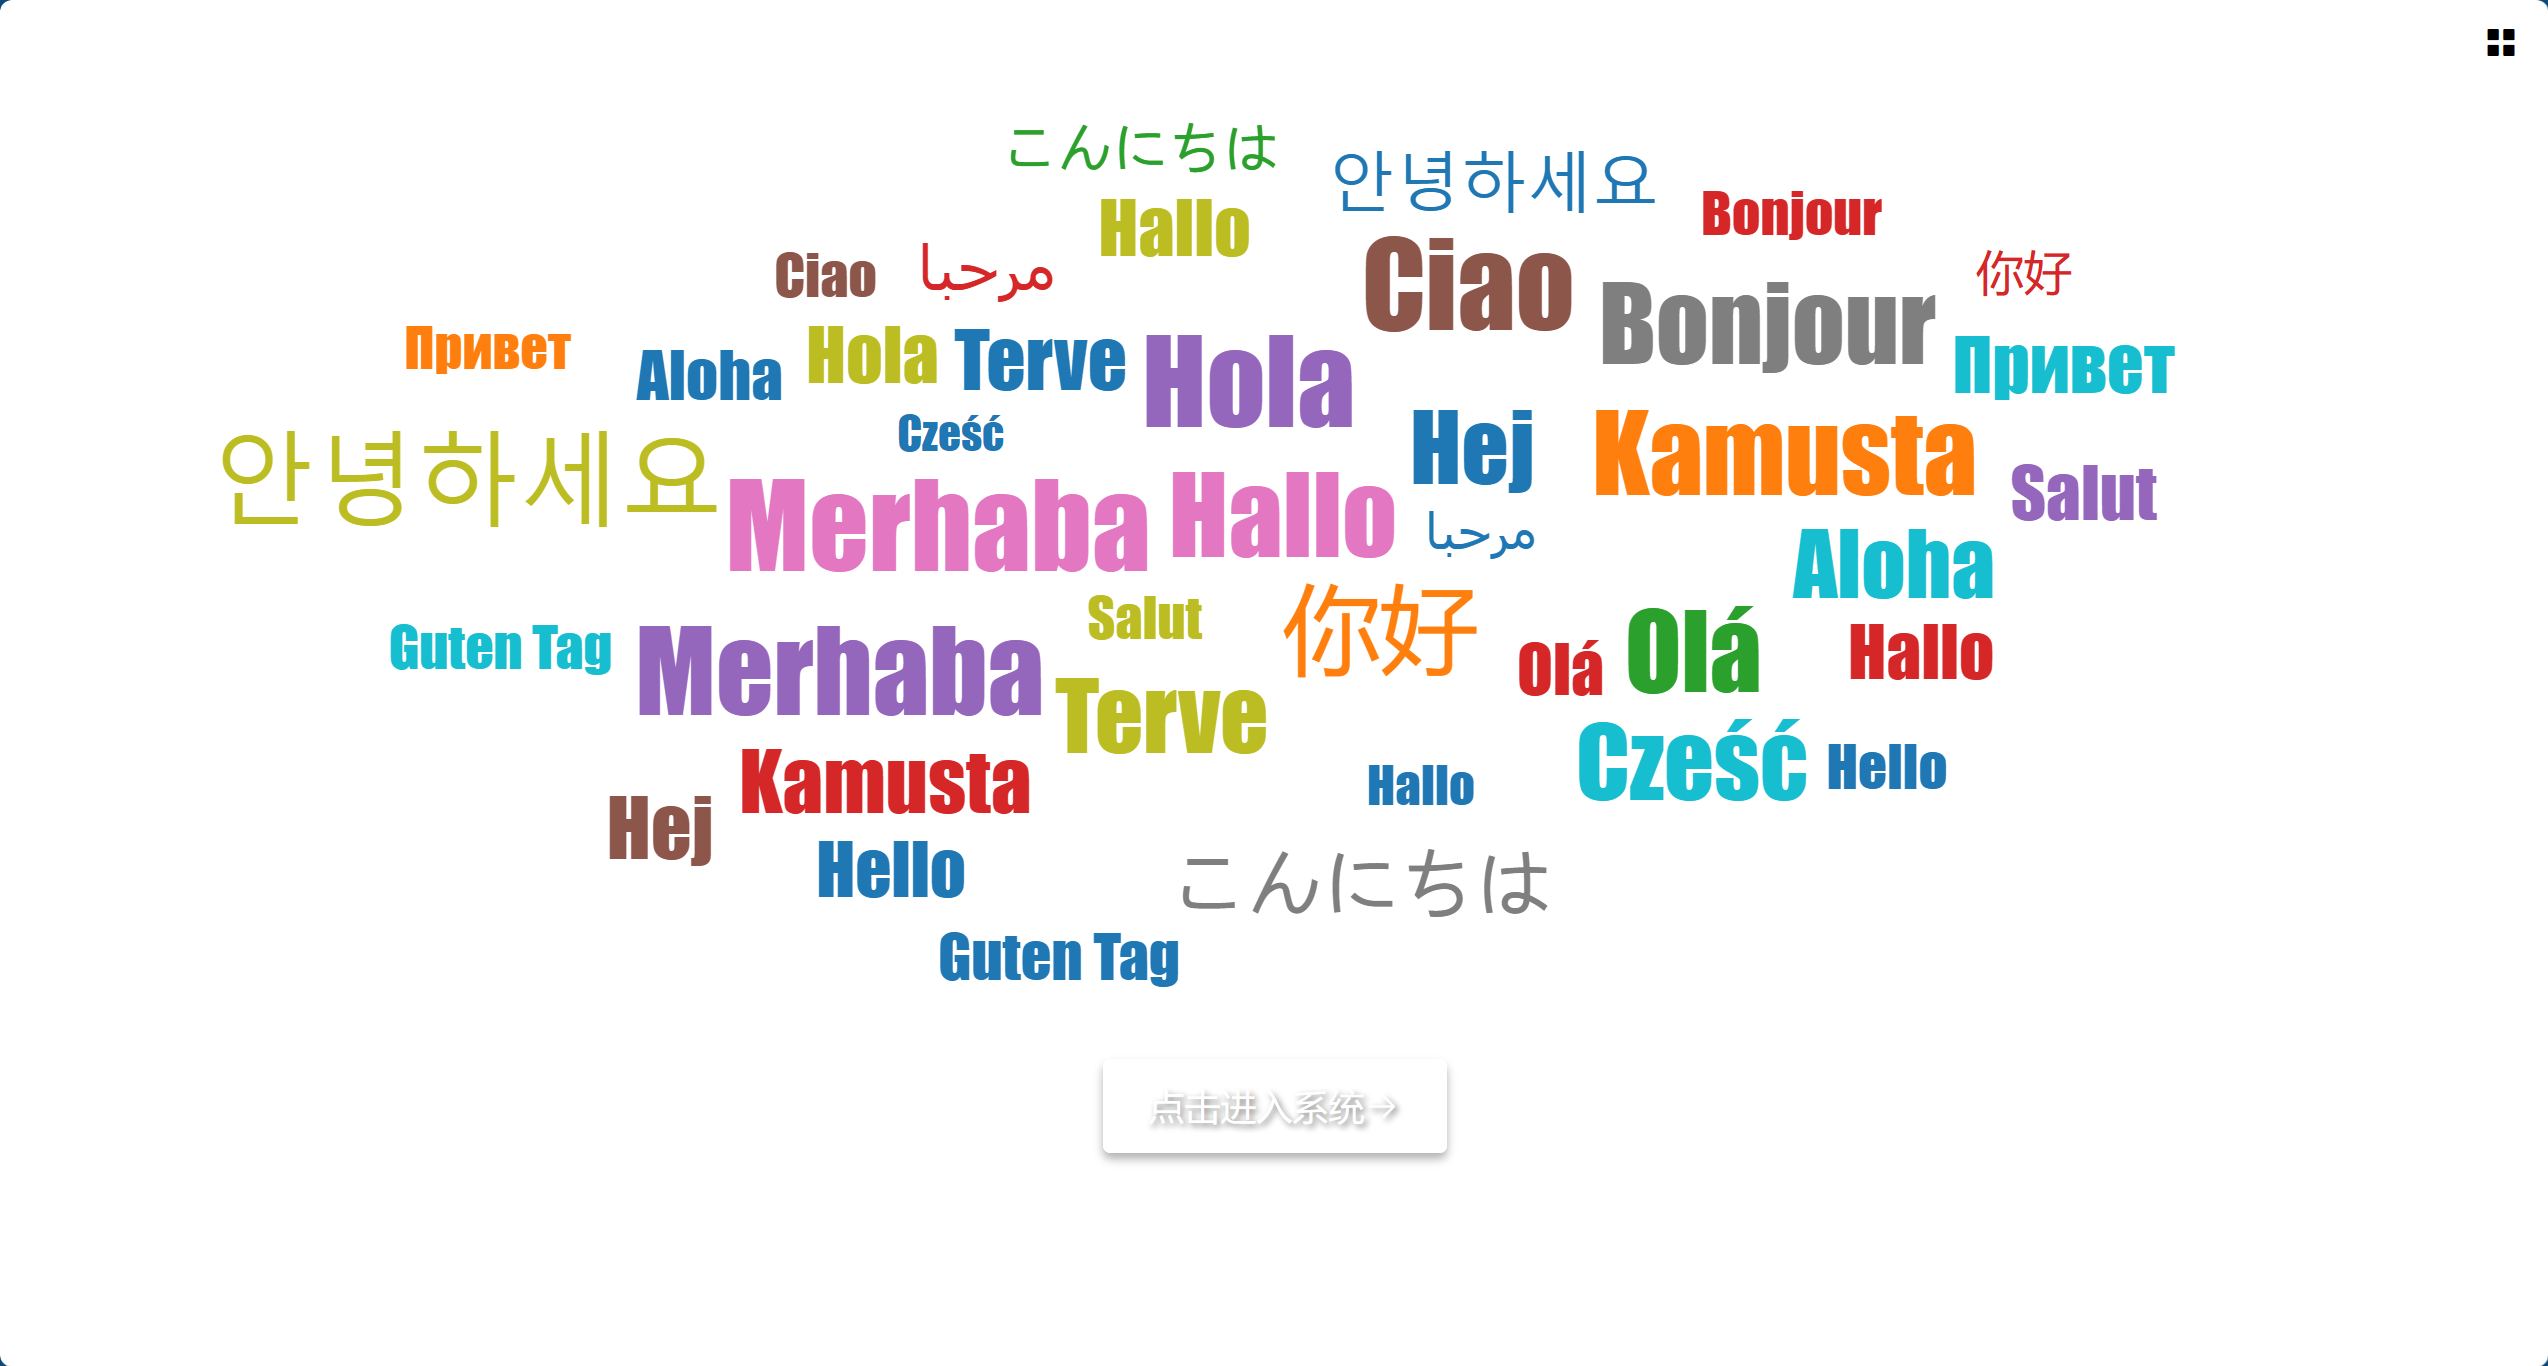 こんにちは
안녕하세요
Bonjour
Hallo
Ciao
مرحبا
Ciao
你好
Bonjour
Привет
Aloha
Hola
Terve
Hola
Привет
Cześć
Hej
Kamusta
안녕하세요
Merhaba
Hallo
Salut
مرحبا
Aloha
Salut
你好
Guten Tag
Merhaba
Olá
Olá
Hallo
Terve
Cześć
Hello
Kamusta
Hallo
Hej
Hello
こんにちは
Guten Tag
点击进入系统→